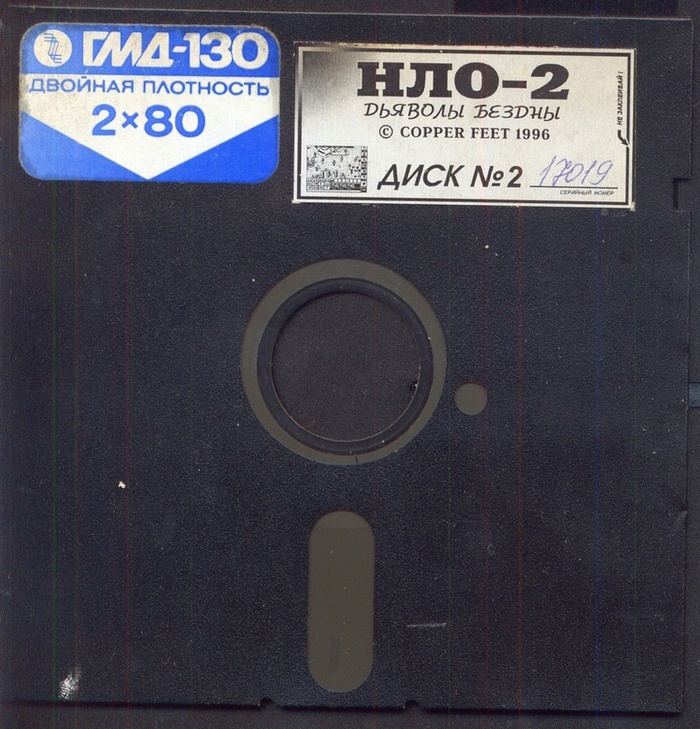 ГМД-130
ДВОЙНАЯ ПЛОТНОСТЬ
2×80
НЛО-2
ДЬЯВОЛЫ БЕЗДНЫ
© COPPER FEET 1996
ДИСК №2 17019
СЕРИЙНЫЙ НОМЕР
НЕ ЗАКЛЕИВАЙ!